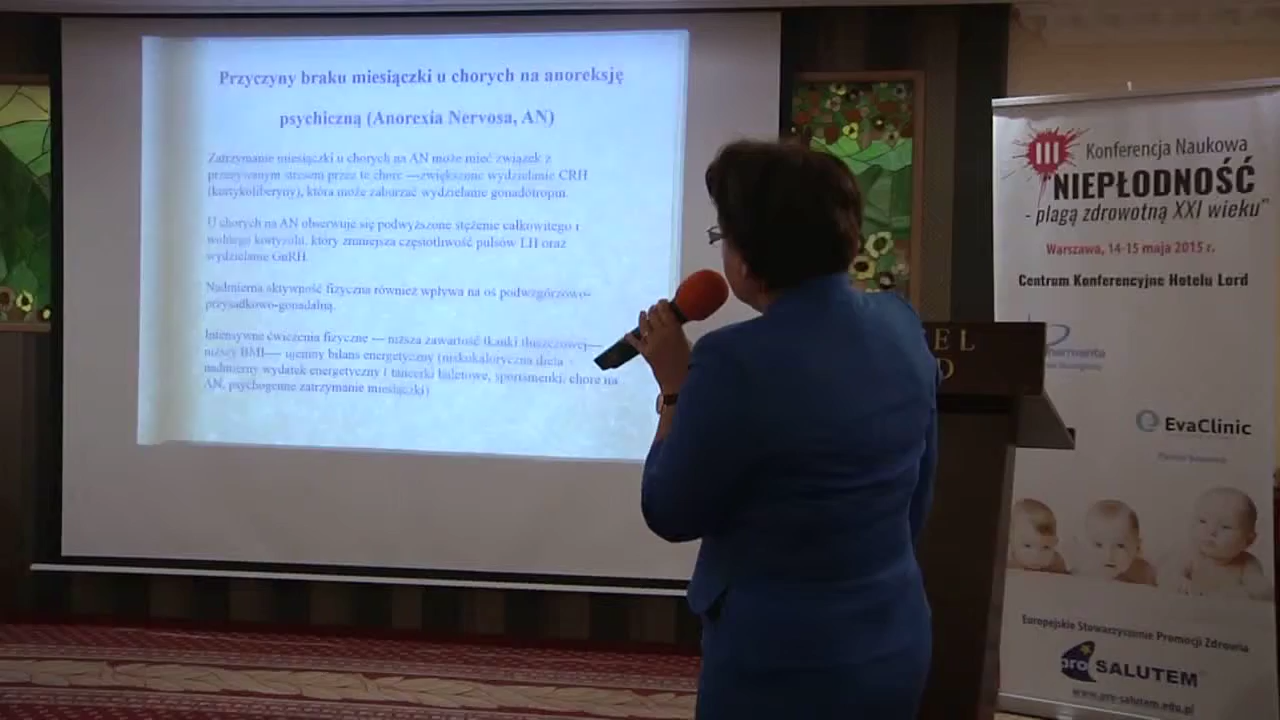 Przyczyny braku miesiączki u chorych na anoreksję
psychiczną (Anorexia Nervosa, AN)
Zatrzymanie miesiączki u chorych na AN może mieć związek z
przeżywanym stresem przez te chore —zwiększone wydzielanie CRH
(kortykoliberyny), która może zaburzać wydzielanie gonadotropin.
U chorych na AN obserwuje się podwyższone stężenie całkowitego i
wolnego kortyzolu, który zmniejsza częstotliwość pulsów LH oraz
wydzielanie GnRH.
Nadmierna aktywność fizyczna również wpływa na oś podwzgórzowo-
przysadkowo-gonadalną.
Intensywne ćwiczenia fizyczne — niższa zawartość tkanki tłuszczowej—
niższy BMI— ujemny bilans energetyczny (niskokaloryczna dieta -
nadmierny wydatek energetyczny i tancerki baletowe, sportsmenki, chore na
AN, psychogenne zatrzymanie miesiączki)
EL
D
III Konferencja Naukowa
NIEPŁODNOŚĆ
- plagą zdrowotną XXI wieku"
Warszawa, 14-15 maja 2015 r.
Centrum Konferencyjne Hotelu Lord
EvaClinic
Europejskie Stowarzyszenie Promocji Zdrowia
pro SALUTEM
www.pro-salutem.edu.pl